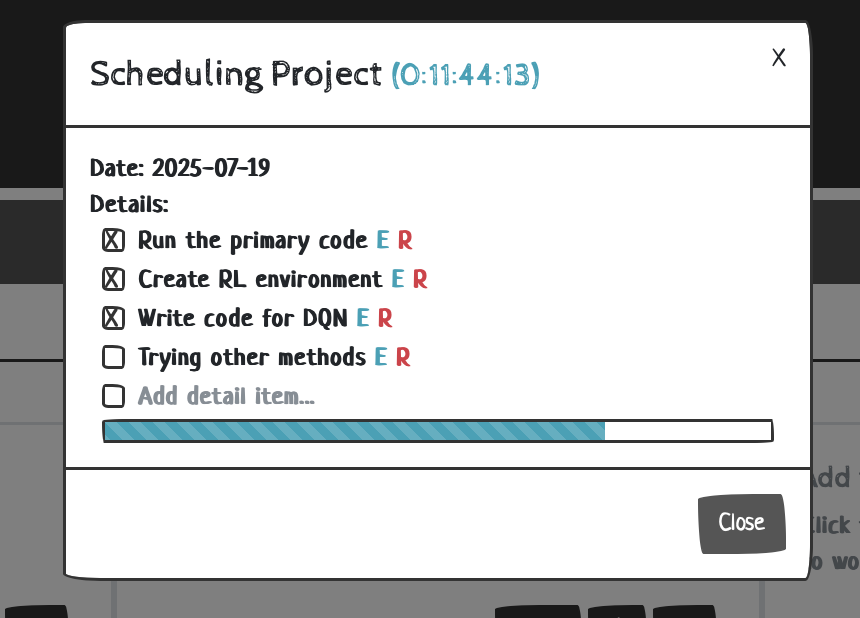 Scheduling Project (0:11:44:13)
X
Date: 2025-07-19
Details:
X Run the primary code E R
X Create RL environment E R
X Write code for DQN E R
Trying other methods E R
Add detail item...
Add
Click
to wo
Close